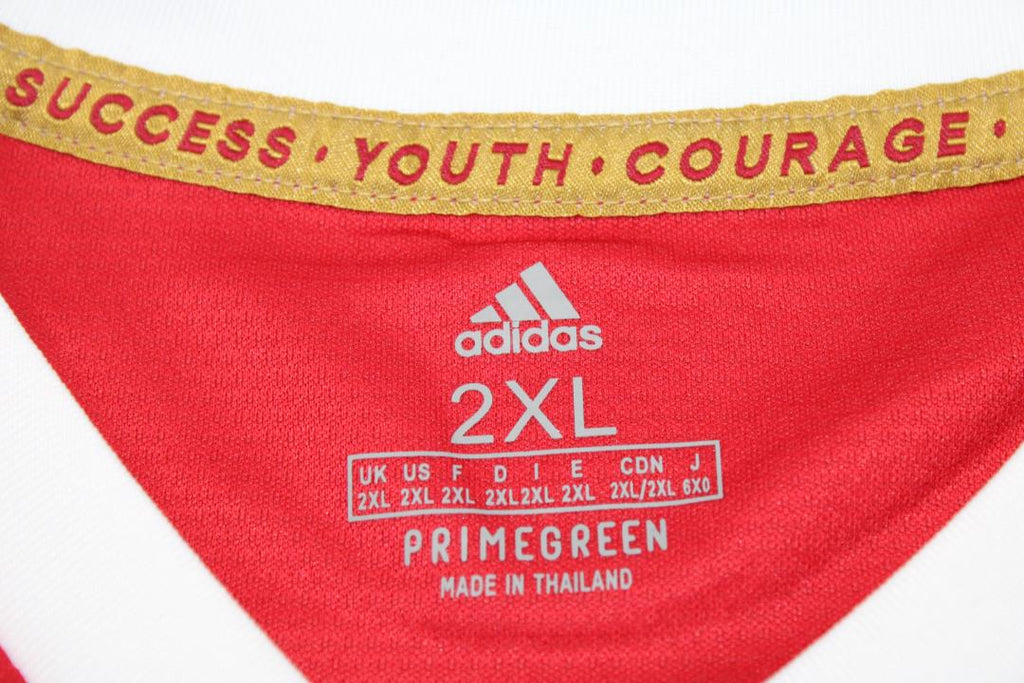 SUCCESS • YOUTH • COURAGE •
adidas
2XL
UK US F D I E CDN J
2XL 2XL 2XL 2XL 2XL 2XL 2XL/2XL 6XO
PRIMEGREEN
MADE IN THAILAND